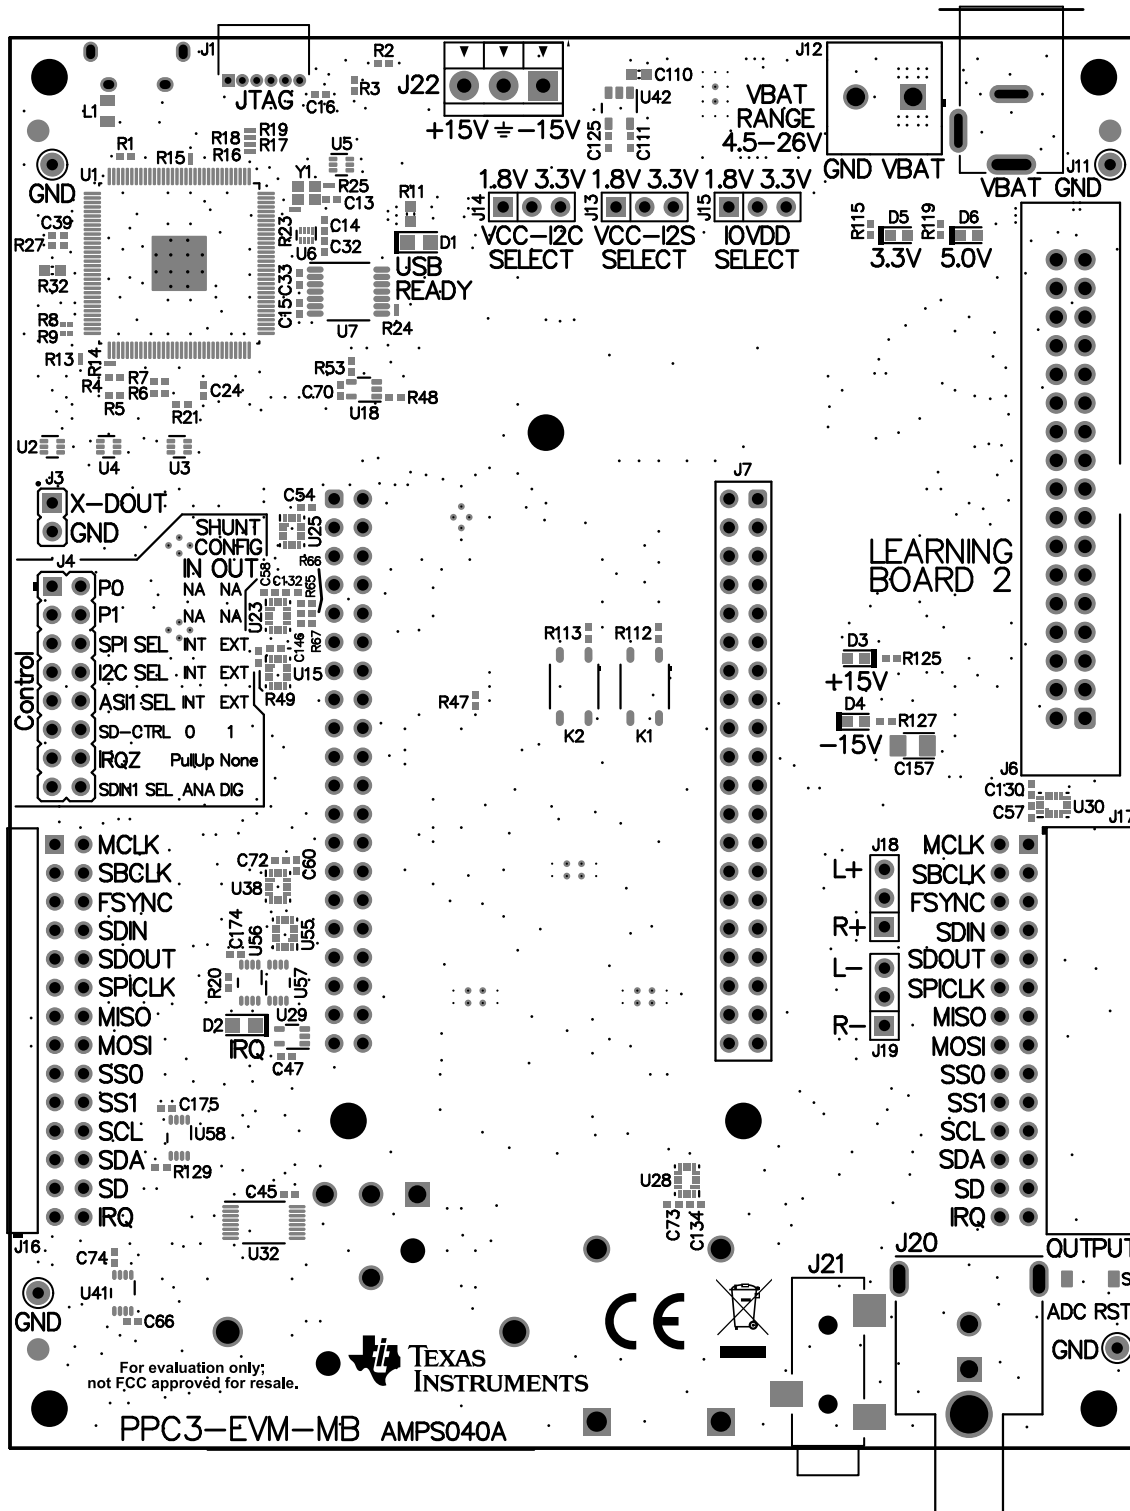 J1
R2
JTAG
C16
R3
J22
+15V
-15V
C110
U42
C125
C111
VBAT
RANGE
4.5-26V
J12
GND VBAT
J11
VBAT
GND
L1
R1
R15
R18
R19
R16
R17
U5
U1
GND
Y1
R25
C13
R11
R23
C14
U6
C32
D1
USB
READY
1.8V 3.3V
J14
VCC-I2C
SELECT
1.8V 3.3V
J13
VCC-I2S
SELECT
1.8V 3.3V
J15
IOVDD
SELECT
R115
D5
3.3V
R119
D6
5.0V
C39
R27
R32
C33
C15
U7
R24
R8
R9
R13
R14
R4
R7
R6
R5
R21
C24
R53
C70
U18
R48
U2
U4
U3
J3
X-DOUT
GND
C54
U25
J7
SHUNT
CONFIG
IN OUT
J4
P0 NA NA
P1 NA NA
SPI SEL INT EXT
I2C SEL INT EXT
ASI1 SEL INT EXT
SD-CTRL 0 1
IRQZ PullUp None
SDIN1 SEL ANA DIG
Control
C58
C132
R66
R65
U23
C146
R67
U15
R49
LEARNING
BOARD 2
R113
R112
R47
K2
K1
D3
R125
+15V
D4
R127
-15V
C157
J6
C130
C57
U30
J17
MCLK
SBCLK
FSYNC
SDIN
SDOUT
SPICLK
MISO
MOSI
SS0
SS1
SCL
SDA
SD
IRQ
J16
C72
C60
U38
C174
U56
U55
R20
U57
D2
IRQ
U29
C47
C175
U58
R129
C45
U32
C74
U41
C66
GND
J18
L+
R+
L-
R-
J19
MCLK
SBCLK
FSYNC
SDIN
SDOUT
SPICLK
MISO
MOSI
SS0
SS1
SCL
SDA
SD
IRQ
U28
C73
C134
J21
J20
OUTPUT
S
ADC RST
GND
CE
For evaluation only;
not FCC approved for resale.
TEXAS
INSTRUMENTS
PPC3-EVM-MB AMPS040A